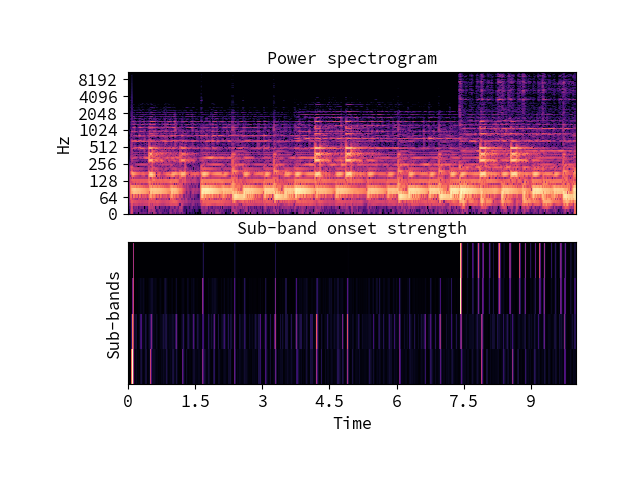 Power spectrogram
8192
4096
2048
1024
512
256
128
64
0
Hz
Sub-band onset strength
Sub-bands
0 1.5 3 4.5 6 7.5 9
Time